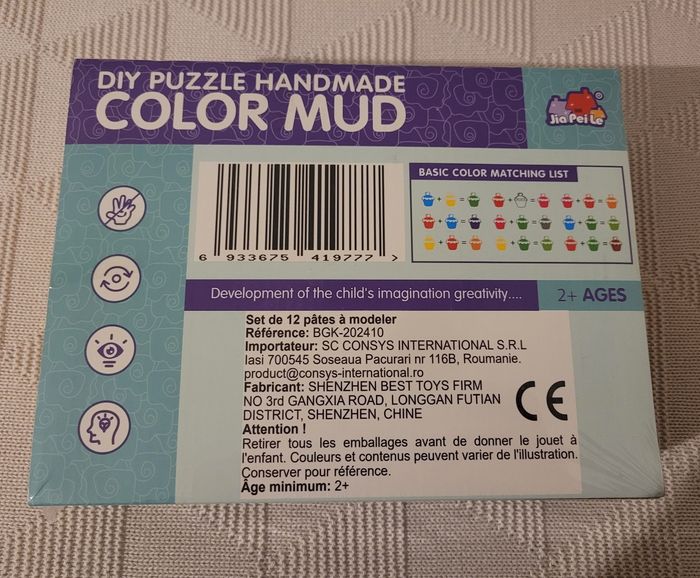 DIY PUZZLE HANDMADE
COLOR MUD
Jia Pei Le
BASIC COLOR MATCHING LIST
6 933675 419777 >
Development of the child's imagination greativity....
2+ AGES
Set de 12 pâtes à modeler
Référence: BGK-202410
Importateur: SC CONSYS INTERNATIONAL S.R.L
Iasi 700545 Soseaua Pacurari nr 116B, Roumanie.
product@consys-international.ro
Fabricant: SHENZHEN BEST TOYS FIRM
NO 3rd GANGXIA ROAD, LONGGAN FUTIAN
DISTRICT, SHENZHEN, CHINE
CE
Attention !
Retirer tous les emballages avant de donner le jouet à
l'enfant. Couleurs et contenus peuvent varier de l'illustration.
Conserver pour référence.
Âge minimum: 2+